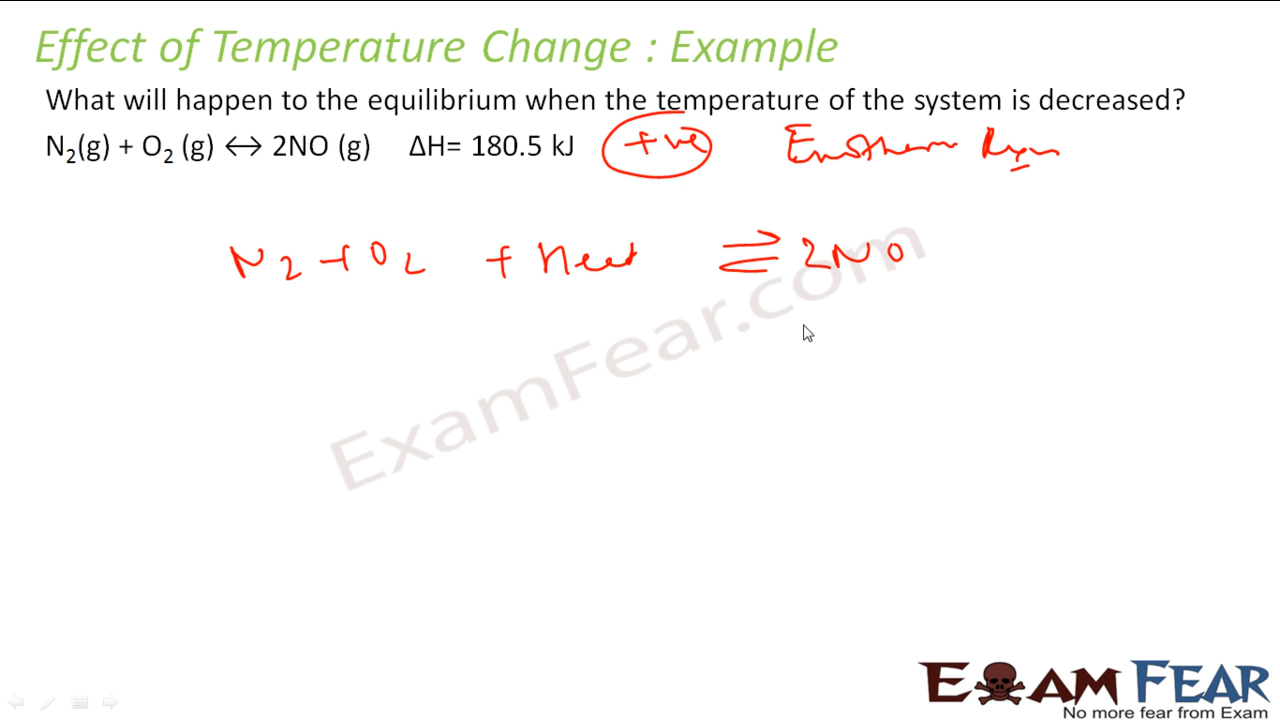 Effect of Temperature Change : Example
What will happen to the equilibrium when the temperature of the system is decreased?
N₂(g) + O₂ (g) ↔ 2NO (g) ΔH= 180.5 kJ +ve
N2 + O2 + Heat ⇌ 2NO
ExamFear.com
EXAM FEAR
No more fear from Exam